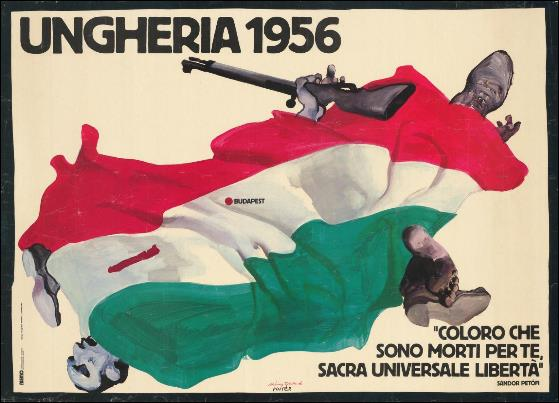 UNGHERIA 1956
BUDAPEST
"COLORO CHE
SONO MORTI PER TE,
SACRA UNIVERSALE LIBERTÀ"
SÁNDOR PETŐFI